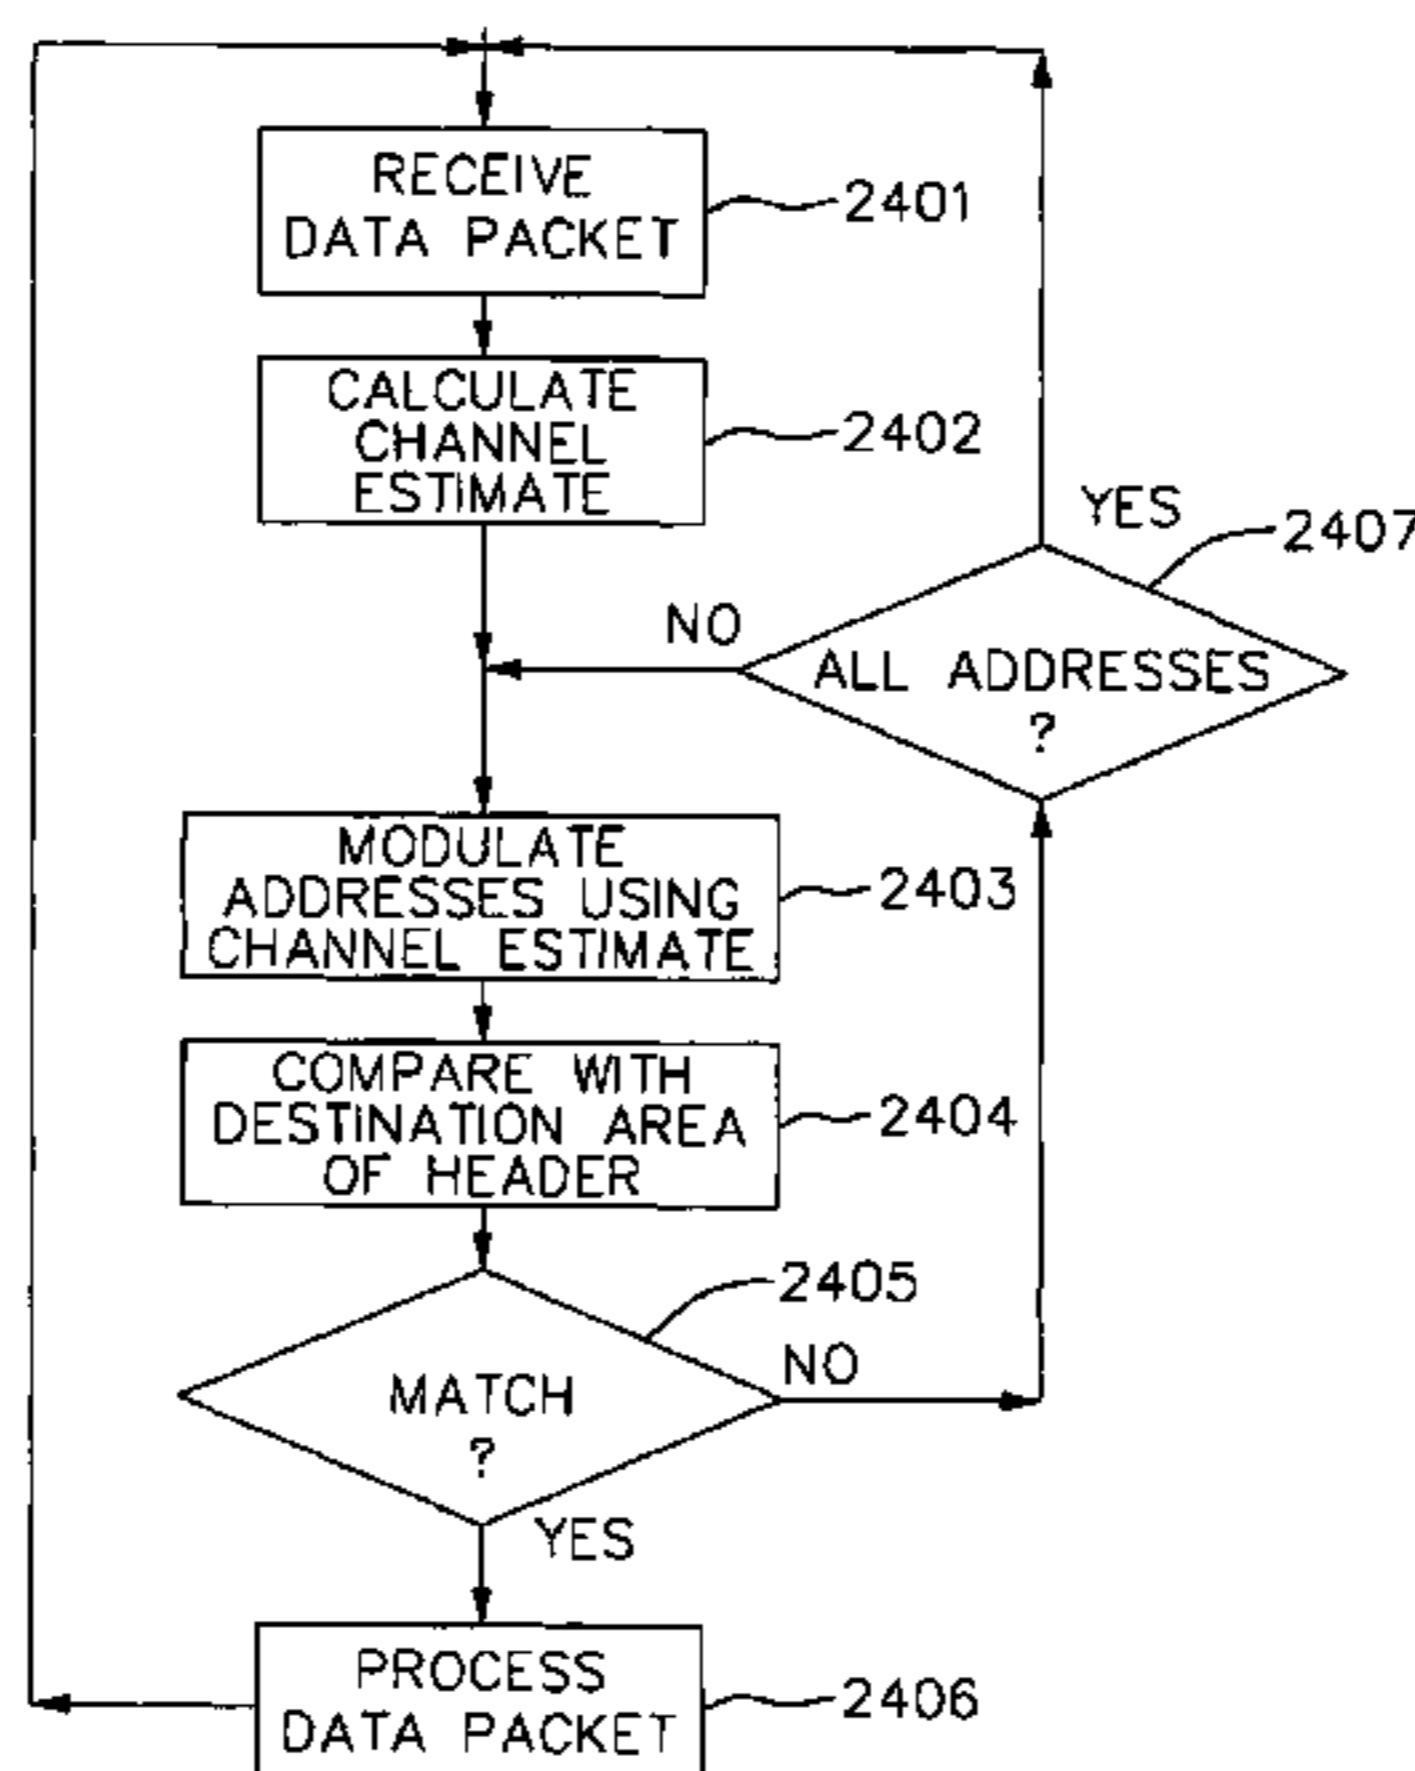 RECEIVE
DATA PACKET
2401
CALCULATE
CHANNEL
ESTIMATE
2402
YES
2407
NO
ALL ADDRESSES
?
MODULATE
ADDRESSES USING
CHANNEL ESTIMATE
2403
COMPARE WITH
DESTINATION AREA
OF HEADER
2404
2405
NO
MATCH
?
YES
PROCESS
DATA PACKET
2406